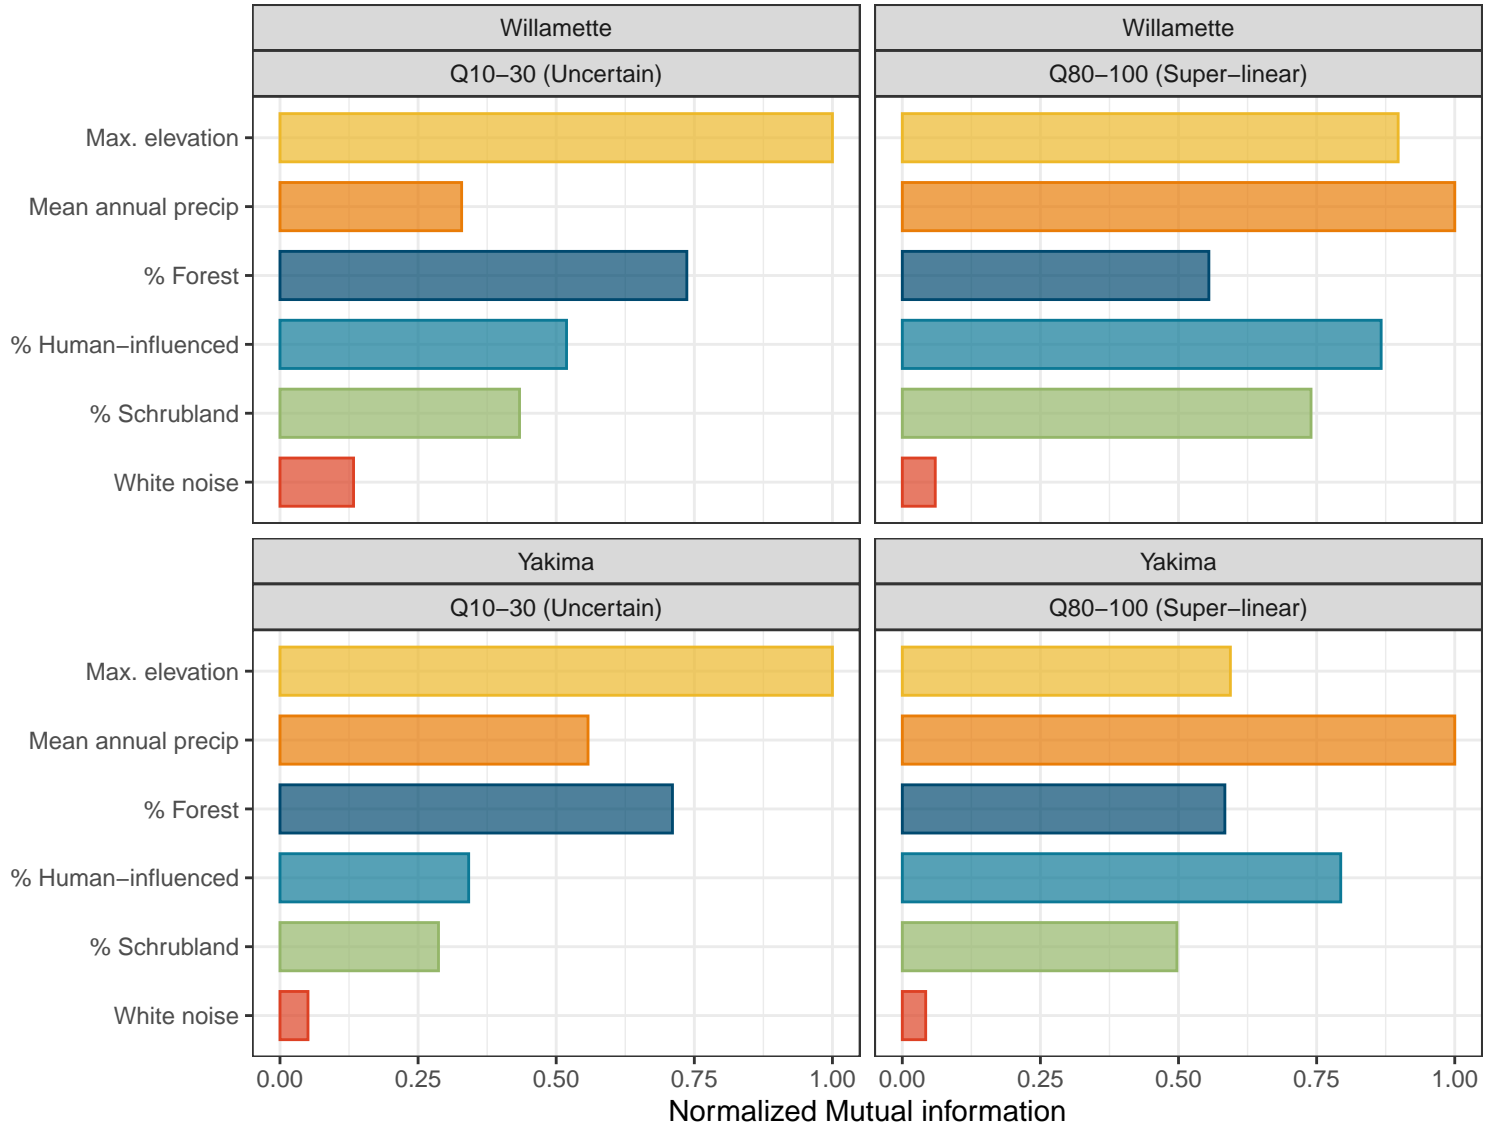 Willamette
Willamette
Q10−30 (Uncertain)
Q80−100 (Super−linear)
Max. elevation
Mean annual precip
% Forest
% Human−influenced
% Schrubland
White noise
Yakima
Yakima
Q10−30 (Uncertain)
Q80−100 (Super−linear)
Max. elevation
Mean annual precip
% Forest
% Human−influenced
% Schrubland
White noise
0.00 0.25 0.50 0.75 1.00
0.00 0.25 0.50 0.75 1.00
Normalized Mutual information